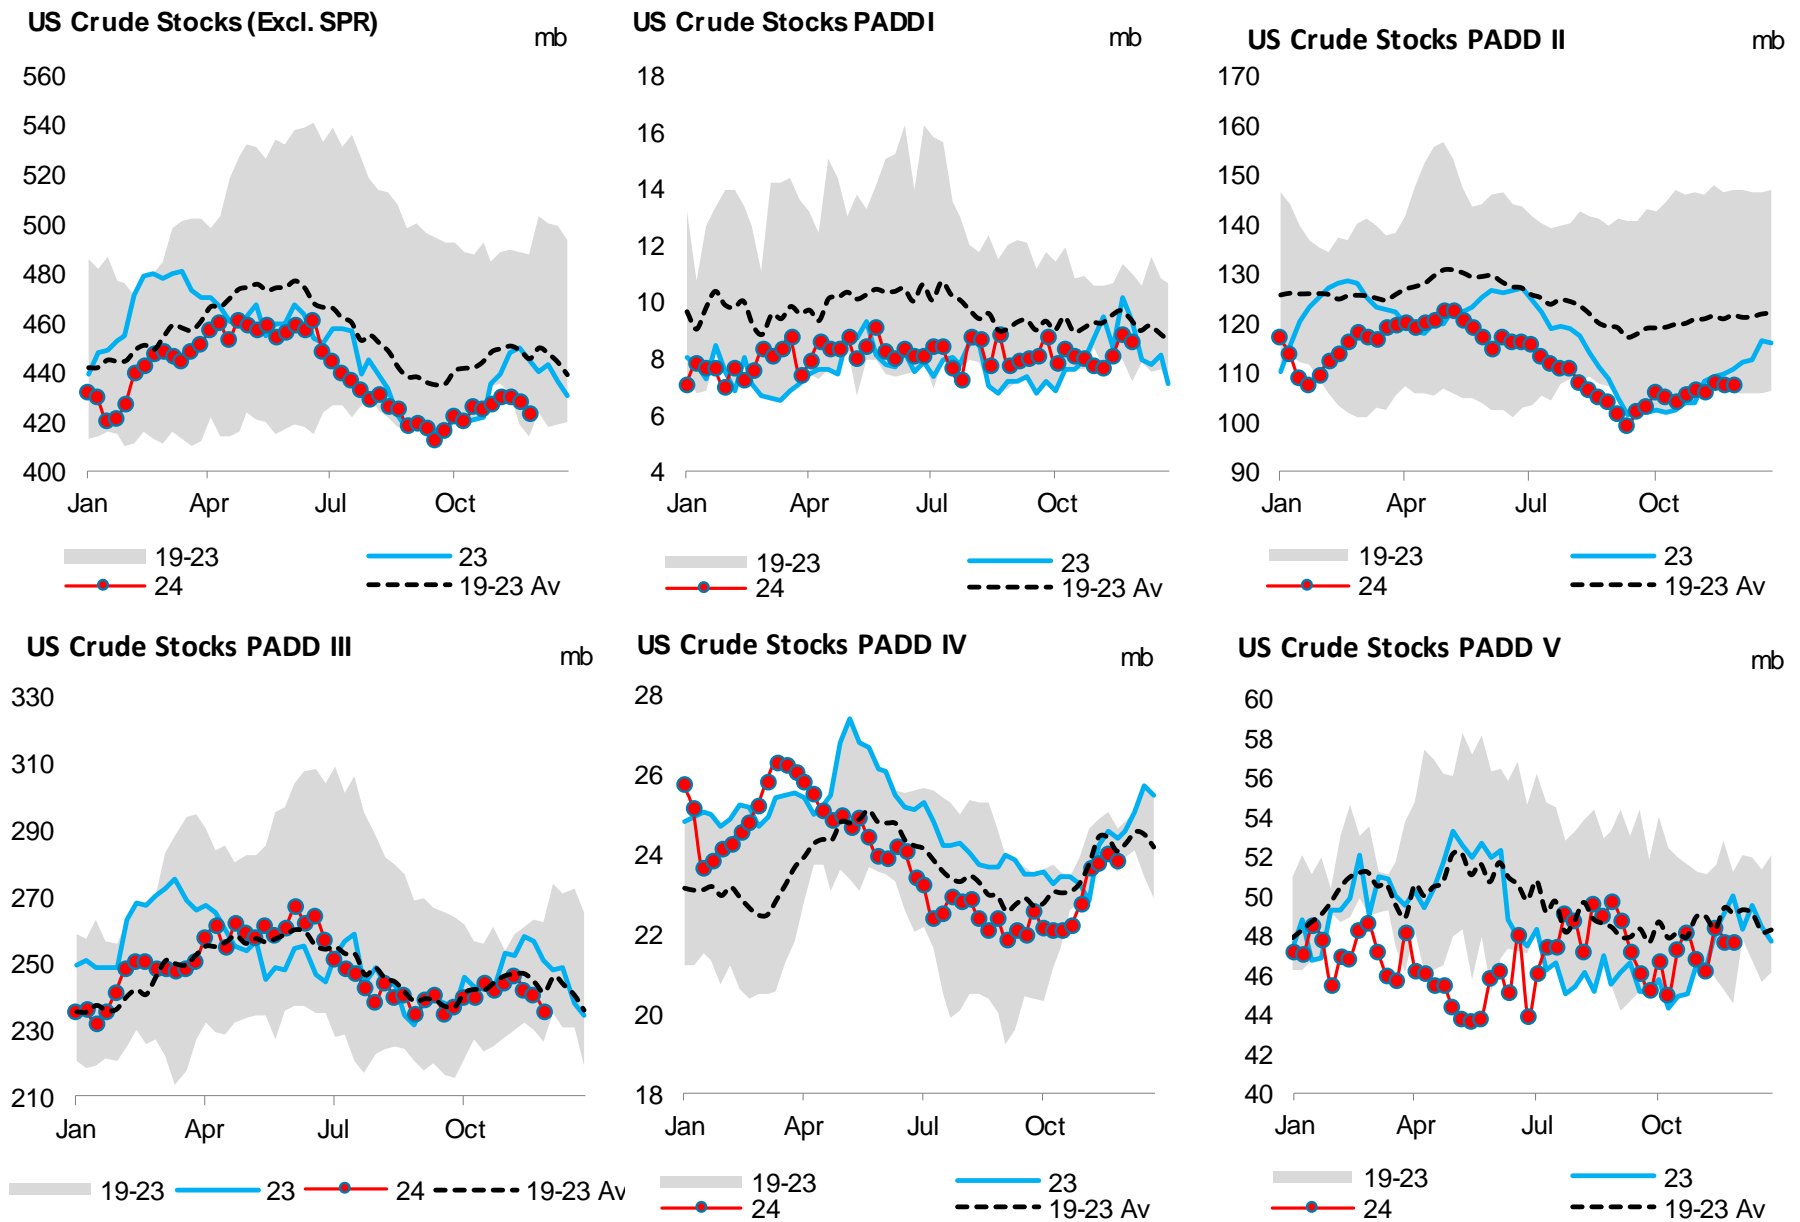 US Crude Stocks (Excl. SPR)
mb
560
540
520
500
480
460
440
420
400
Jan Apr Jul Oct
19-23 23
24 19-23 Av
US Crude Stocks PADD I
mb
18
16
14
12
10
8
6
4
Jan Apr Jul Oct
19-23 23
24 19-23 Av
US Crude Stocks PADD II
mb
170
160
150
140
130
120
110
100
90
Jan Apr Jul Oct
19-23 23
24 19-23 Av
US Crude Stocks PADD III
mb
330
310
290
270
250
230
210
Jan Apr Jul Oct
19-23 23 24 19-23 Av
US Crude Stocks PADD IV
mb
28
26
24
22
20
18
Jan Apr Jul Oct
19-23 23
24 19-23 Av
US Crude Stocks PADD V
mb
60
58
56
54
52
50
48
46
44
42
40
Jan Apr Jul Oct
19-23 23
24 19-23 Av